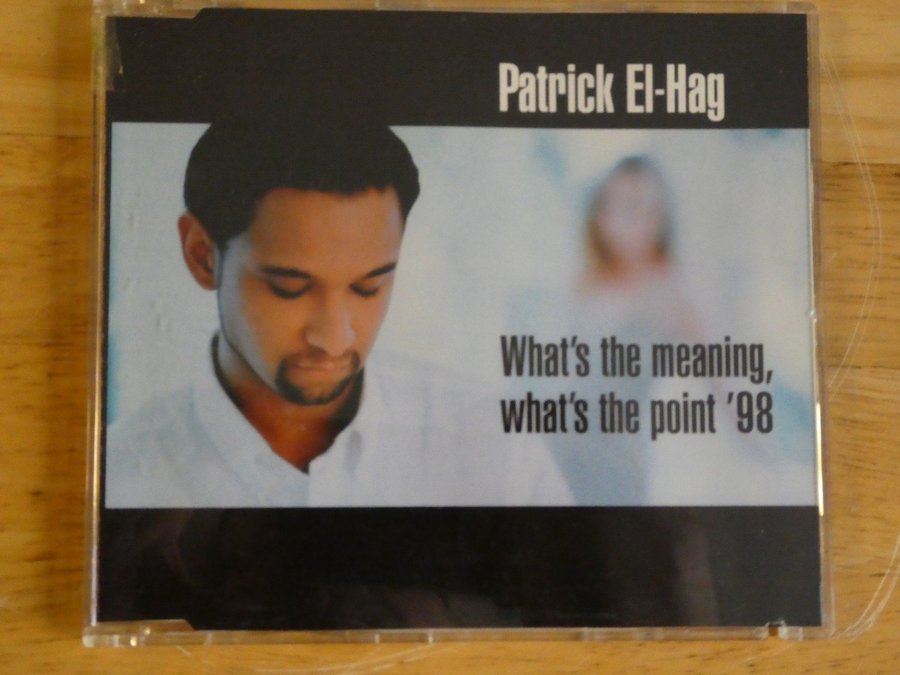 Patrick El-Hag
What's the meaning,
what's the point '98